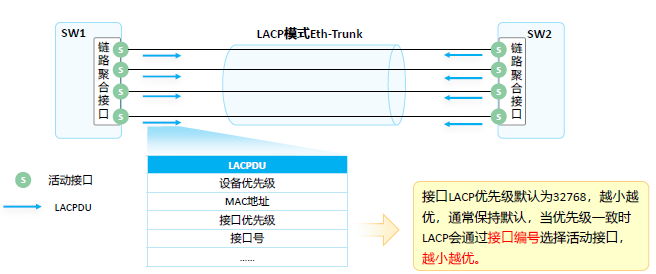 LACP模式Eth-Trunk
SW1
SW2
链路聚合接口
链路聚合接口
S
S
S
S
S
S
S
S
LACPDU
设备优先级
MAC地址
接口优先级
接口号
......
S 活动接口
LACPDU
接口LACP优先级默认为32768，越小越
优，通常保持默认，当优先级一致时
LACP会通过接口编号选择活动接口，
越小越优。